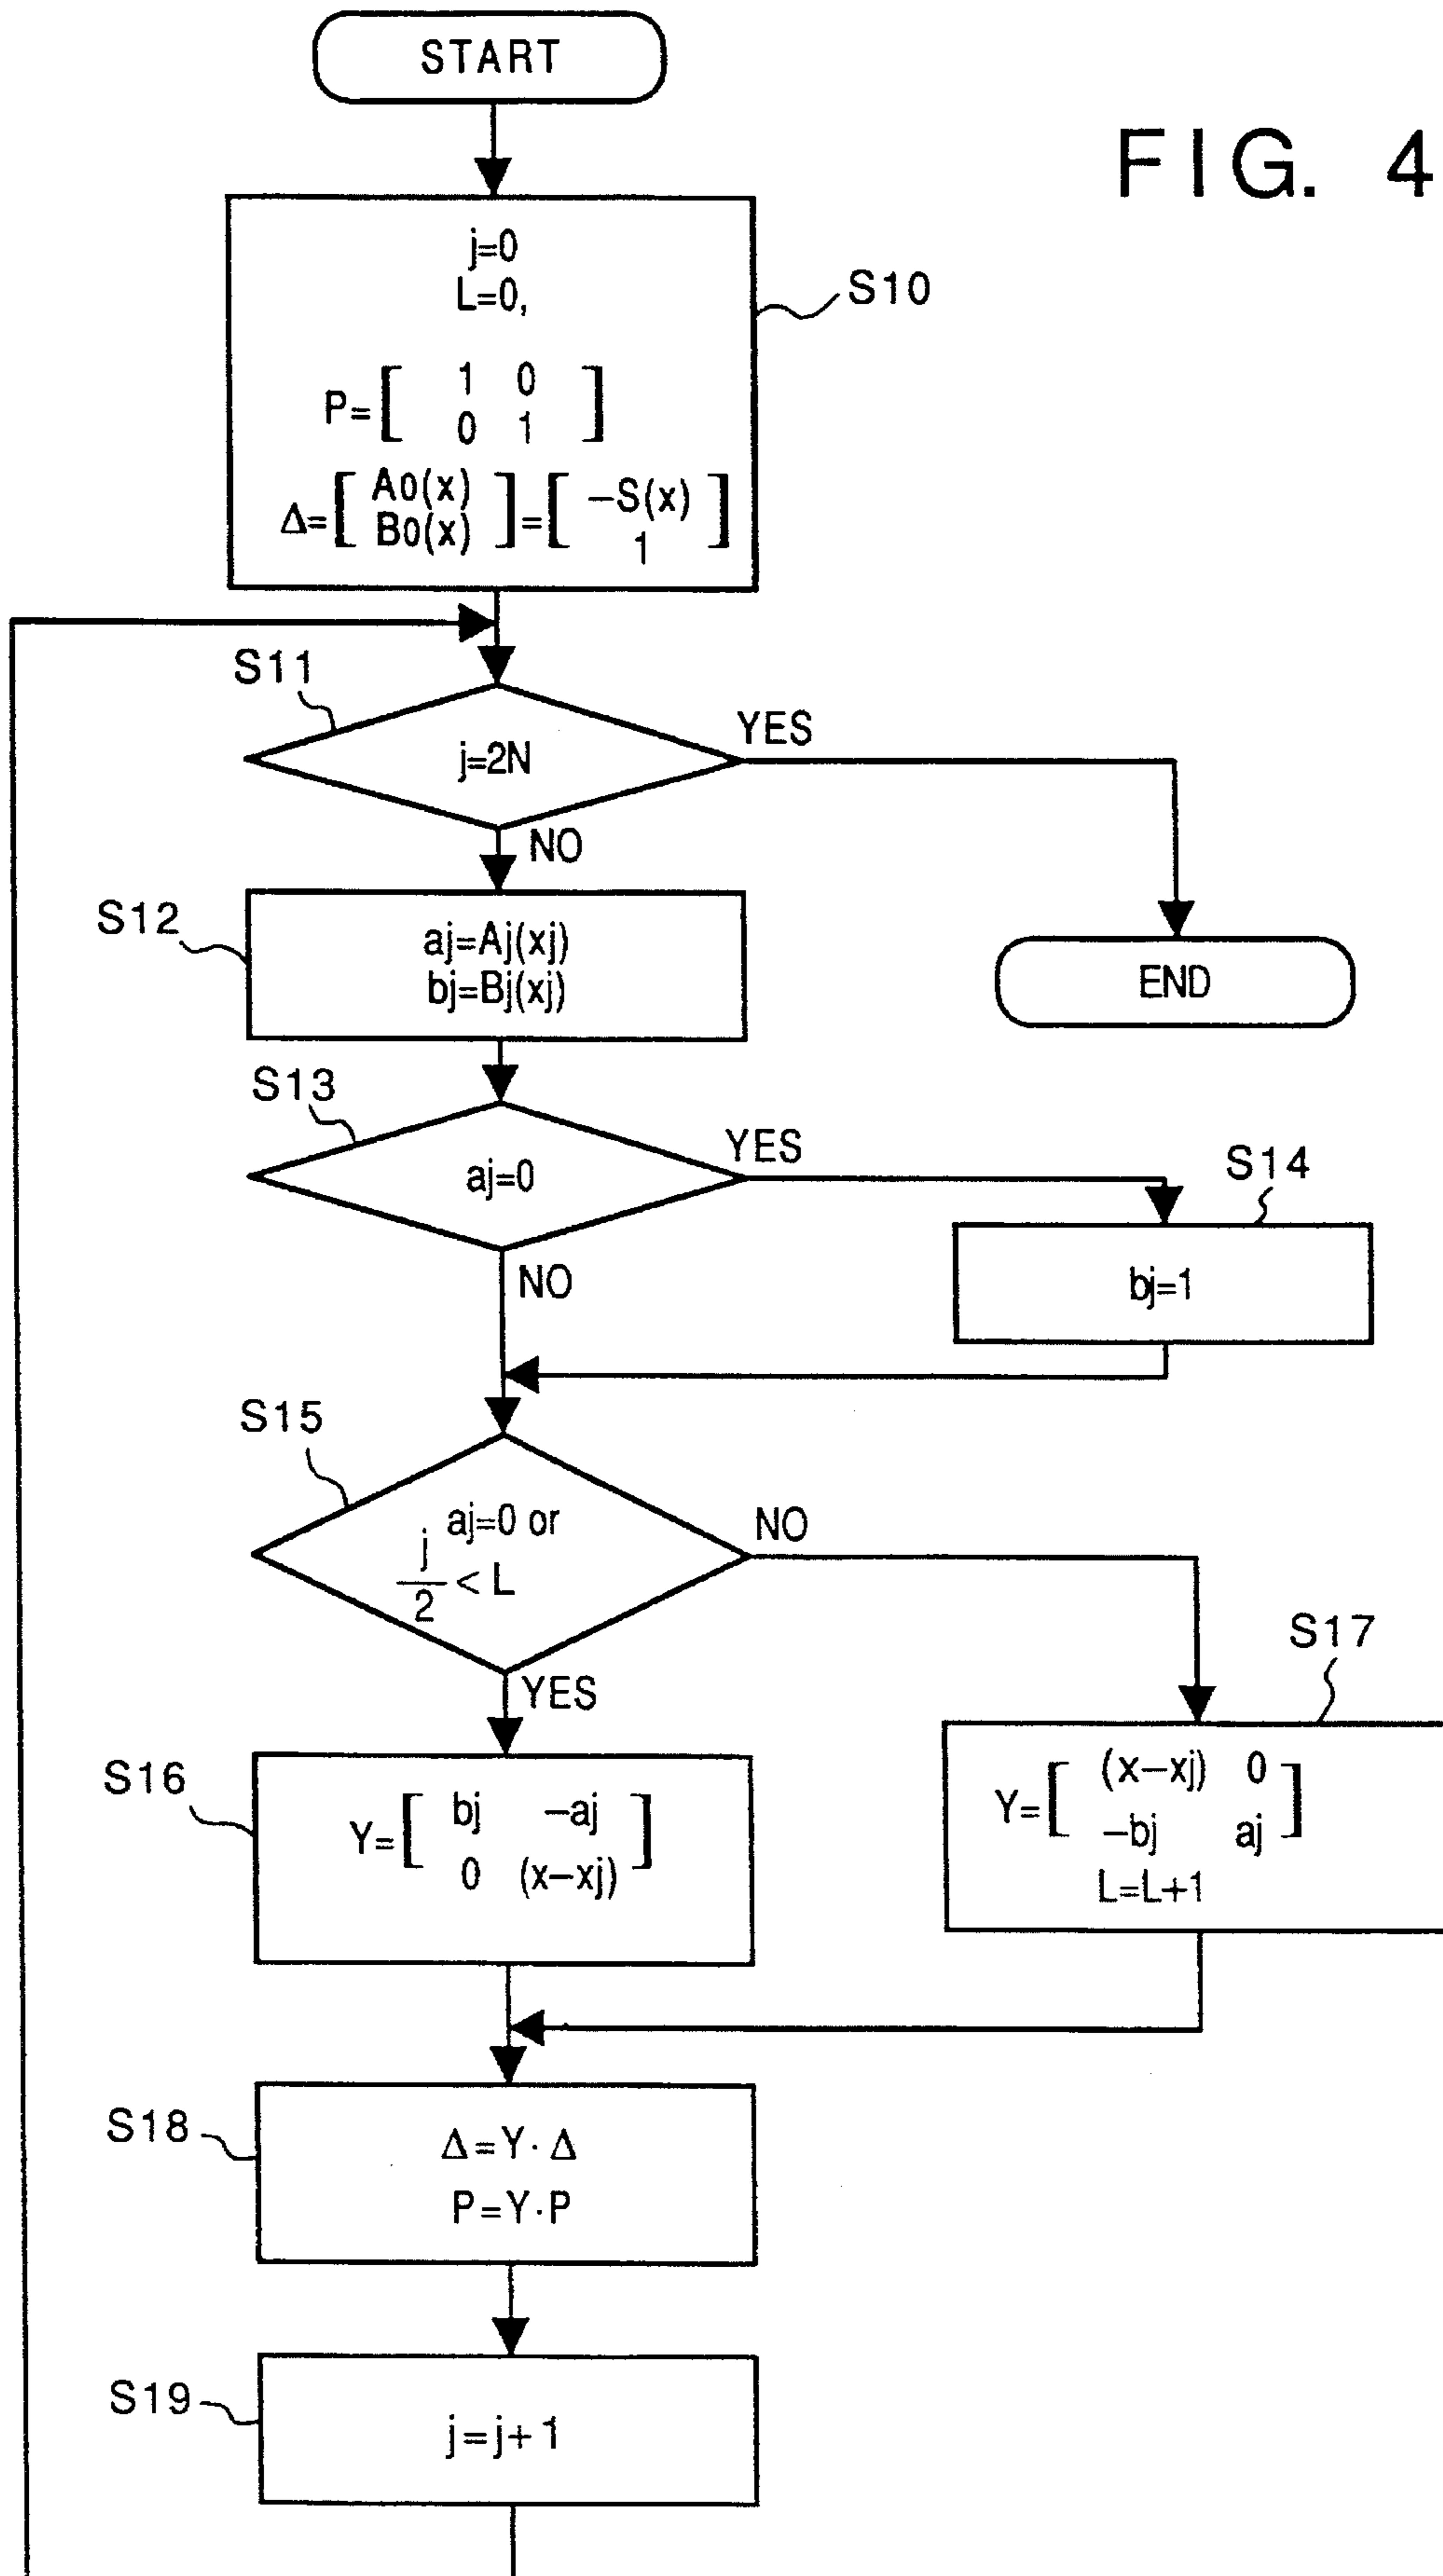 START
FIG. 4
j=0
L=0,
S10
P=[ 1 0
0 1 ]
Δ=[ A0(x)
B0(x) ]=[ -S(x)
1 ]
S11
j=2N
YES
NO
S12
aj=Aj(xj)
bj=Bj(xj)
END
S13
aj=0
YES
NO
S14
bj=1
S15
aj=0 or
j/2 < L
NO
YES
S16
Y=[ bj -aj
0 (x-xj) ]
S17
Y=[ (x-xj) 0
-bj aj ]
L=L+1
S18
Δ=Y·Δ
P=Y·P
S19
j=j+1